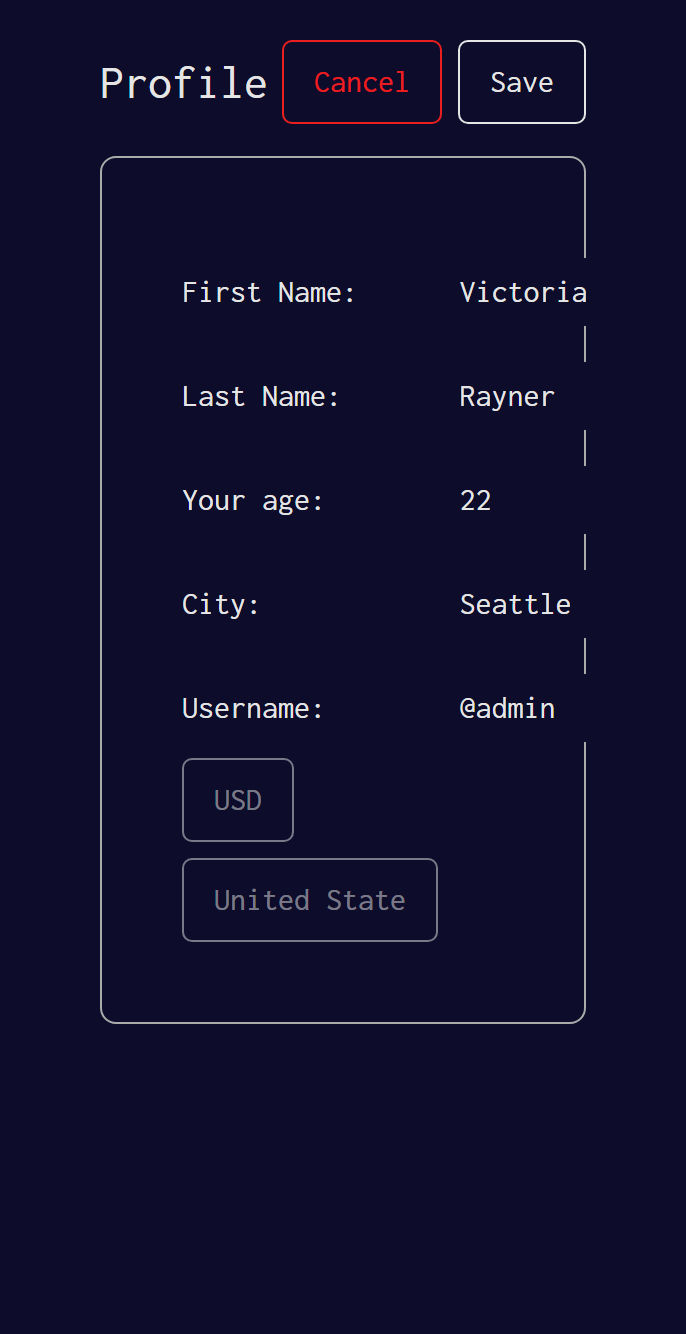 Profile Cancel Save
First Name: Victoria
Last Name: Rayner
Your age: 22
City: Seattle
Username: @admin
USD
United State